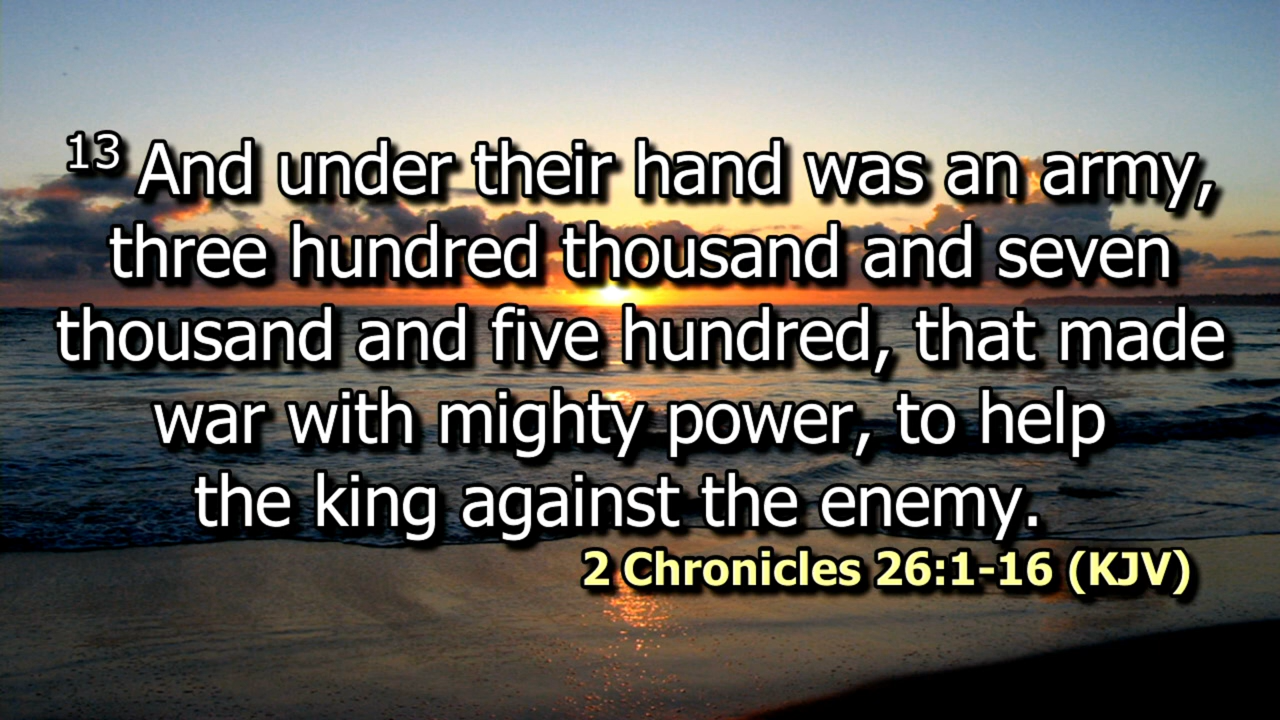 13 And under their hand was an army,
three hundred thousand and seven
thousand and five hundred, that made
war with mighty power, to help
the king against the enemy.
2 Chronicles 26:1-16 (KJV)